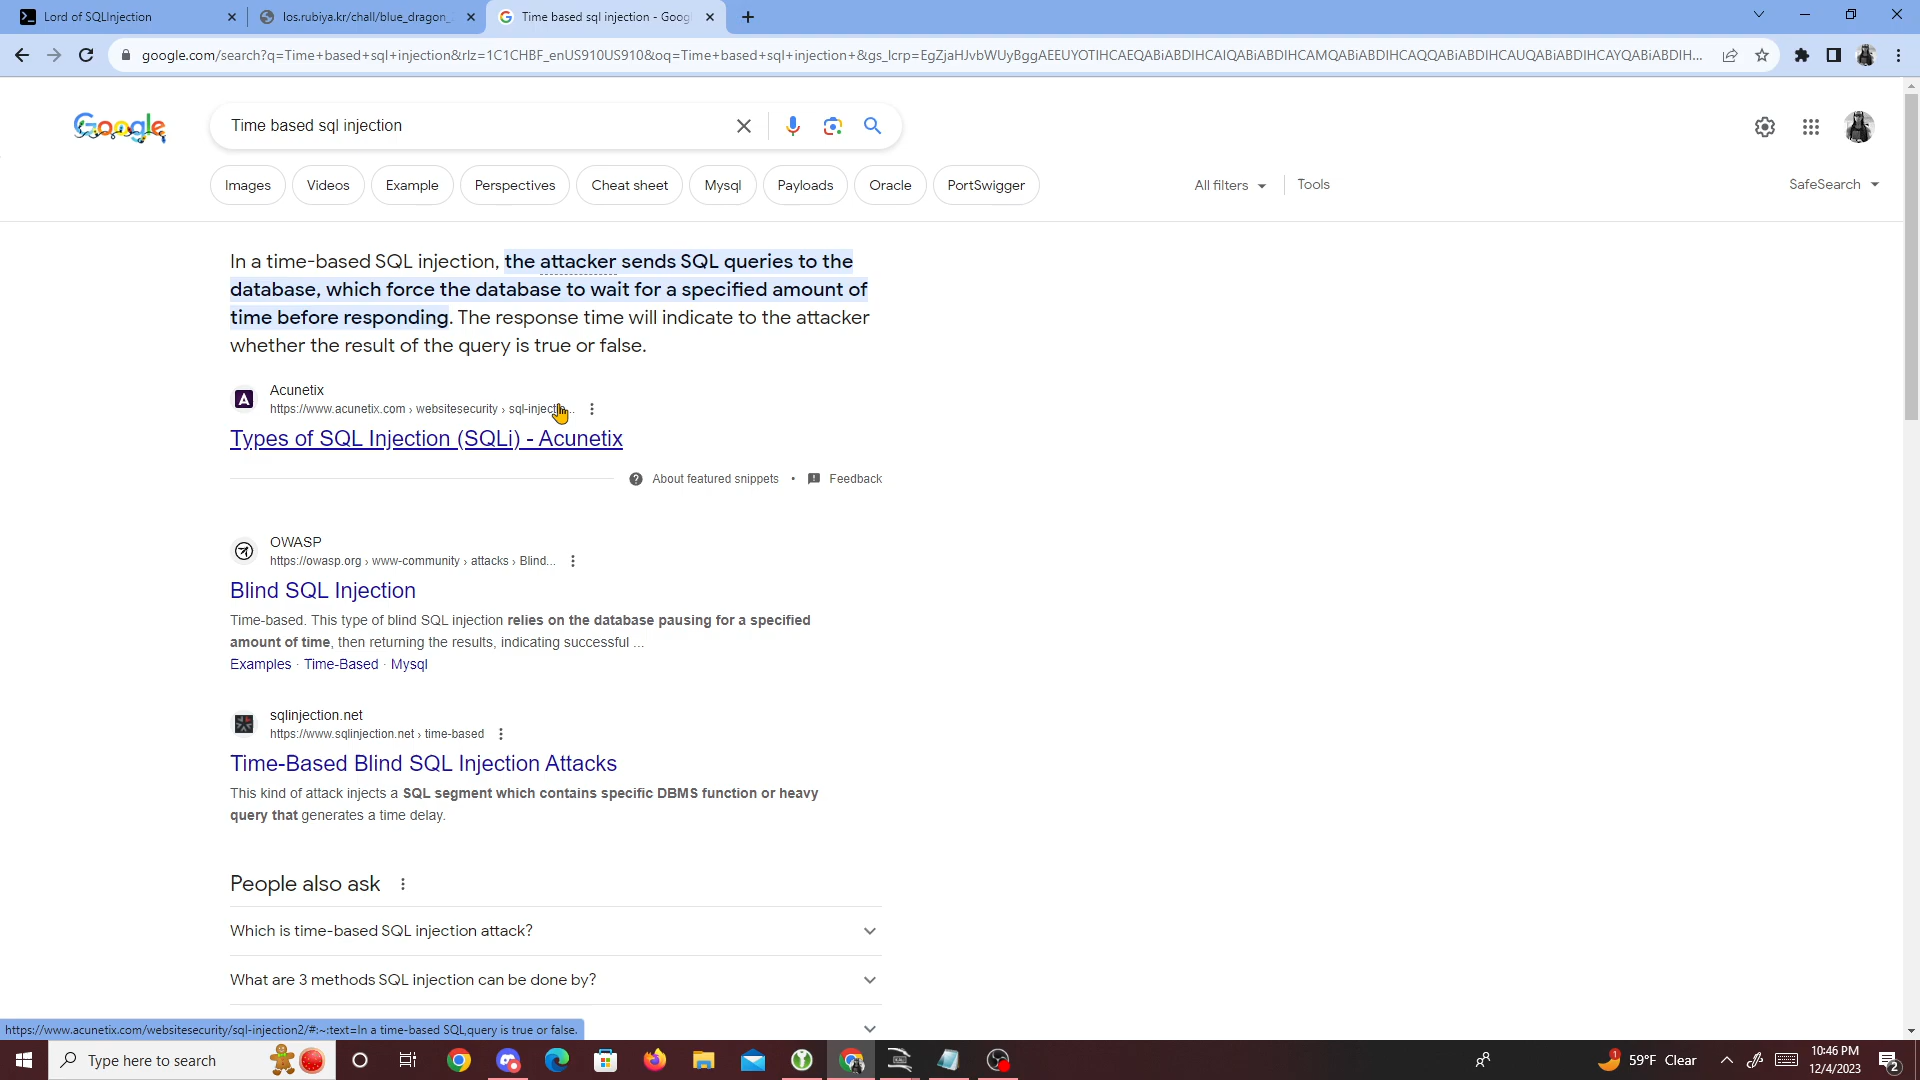 Lord of SQLInjection
los.rubiya.kr/chall/blue_dragon_
Time based sql injection - Goog
google.com/search?q=Time+based+sql+injection&rlz=1C1CHBF_enUS910US910&oq=Time+based+sql+injection+&gs_lcrp=EgZjaHJvbWUyBggAEEUYOTIHCAEQABiABDIHCAIQABiABDIHCAMQABiABDIHCAQQABiABDIHCAUQABiABDIHCAYQABiABDIH...
Google
Time based sql injection
Images
Videos
Example
Perspectives
Cheat sheet
Mysql
Payloads
Oracle
PortSwigger
All filters
Tools
SafeSearch
In a time-based SQL injection, the attacker sends SQL queries to the
database, which force the database to wait for a specified amount of
time before responding. The response time will indicate to the attacker
whether the result of the query is true or false.
Acunetix
https://www.acunetix.com › websitesecurity › sql-injectio...
Types of SQL Injection (SQLi) - Acunetix
About featured snippets • Feedback
OWASP
https://owasp.org › www-community › attacks › Blind...
Blind SQL Injection
Time-based. This type of blind SQL injection relies on the database pausing for a specified
amount of time, then returning the results, indicating successful ...
Examples · Time-Based · Mysql
sqlinjection.net
https://www.sqlinjection.net › time-based
Time-Based Blind SQL Injection Attacks
This kind of attack injects a SQL segment which contains specific DBMS function or heavy
query that generates a time delay.
People also ask
Which is time-based SQL injection attack?
What are 3 methods SQL injection can be done by?
https://www.acunetix.com/websitesecurity/sql-injection2/#:~:text=In a time-based SQL,query is true or false.
Type here to search
1
59°F Clear
10:46 PM
12/4/2023
2